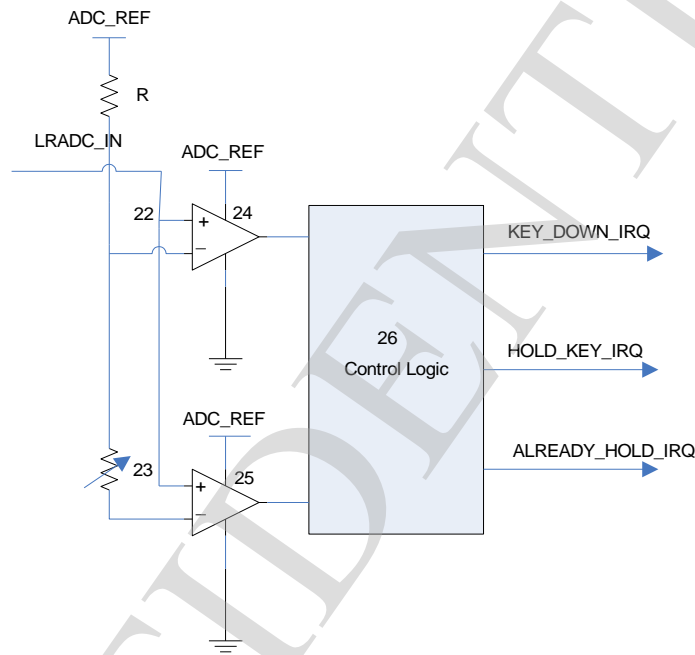 ADC_REF
R
LRADC_IN
ADC_REF
22
+
24
−
KEY_DOWN_IRQ
26
Control Logic
HOLD_KEY_IRQ
ADC_REF
ALREADY_HOLD_IRQ
23
+
25
−